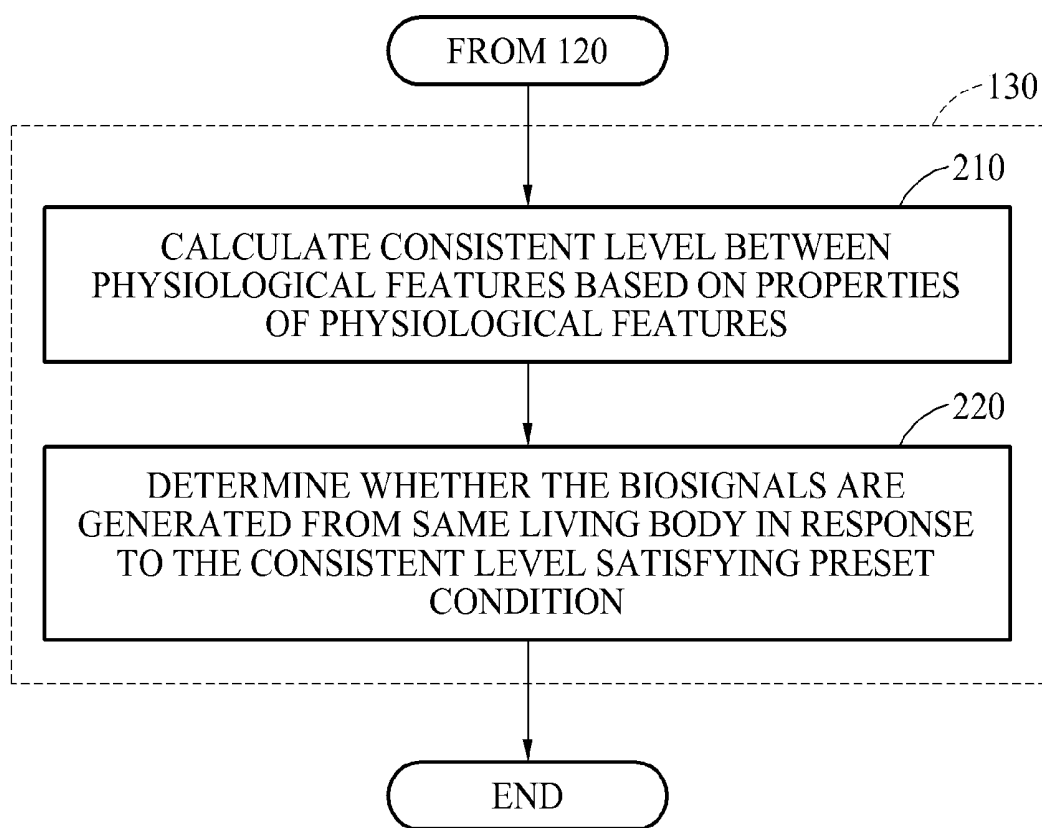 FROM 120
130
210
CALCULATE CONSISTENT LEVEL BETWEEN
PHYSIOLOGICAL FEATURES BASED ON PROPERTIES
OF PHYSIOLOGICAL FEATURES
220
DETERMINE WHETHER THE BIOSIGNALS ARE
GENERATED FROM SAME LIVING BODY IN RESPONSE
TO THE CONSISTENT LEVEL SATISFYING PRESET
CONDITION
END